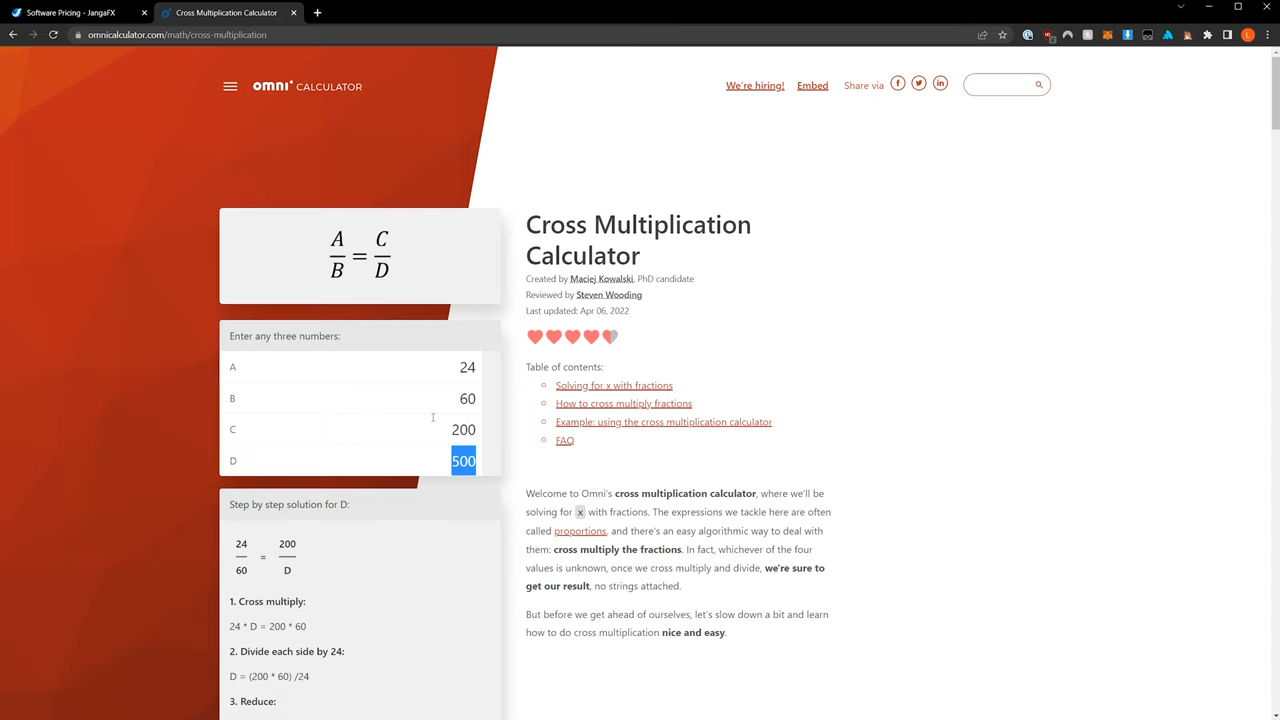 Software Pricing - JangaFX
Cross Multiplication Calculator
omnicalculator.com/math/cross-multiplication
L
omni CALCULATOR
We're hiring!
Embed
Share via
A/B = C/D
Enter any three numbers:
A 24
B 60
C 200
D 500
Step by step solution for D:
24/60 = 200/D
1. Cross multiply:
24 * D = 200 * 60
2. Divide each side by 24:
D = (200 * 60) /24
3. Reduce:
Cross Multiplication
Calculator
Created by Maciej Kowalski, PhD candidate
Reviewed by Steven Wooding
Last updated: Apr 06, 2022
Table of contents:
Solving for x with fractions
How to cross multiply fractions
Example: using the cross multiplication calculator
FAQ
Welcome to Omni's cross multiplication calculator, where we'll be
solving for x with fractions. The expressions we tackle here are often
called proportions, and there's an easy algorithmic way to deal with
them: cross multiply the fractions. In fact, whichever of the four
values is unknown, once we cross multiply and divide, we're sure to
get our result, no strings attached.
But before we get ahead of ourselves, let's slow down a bit and learn
how to do cross multiplication nice and easy.